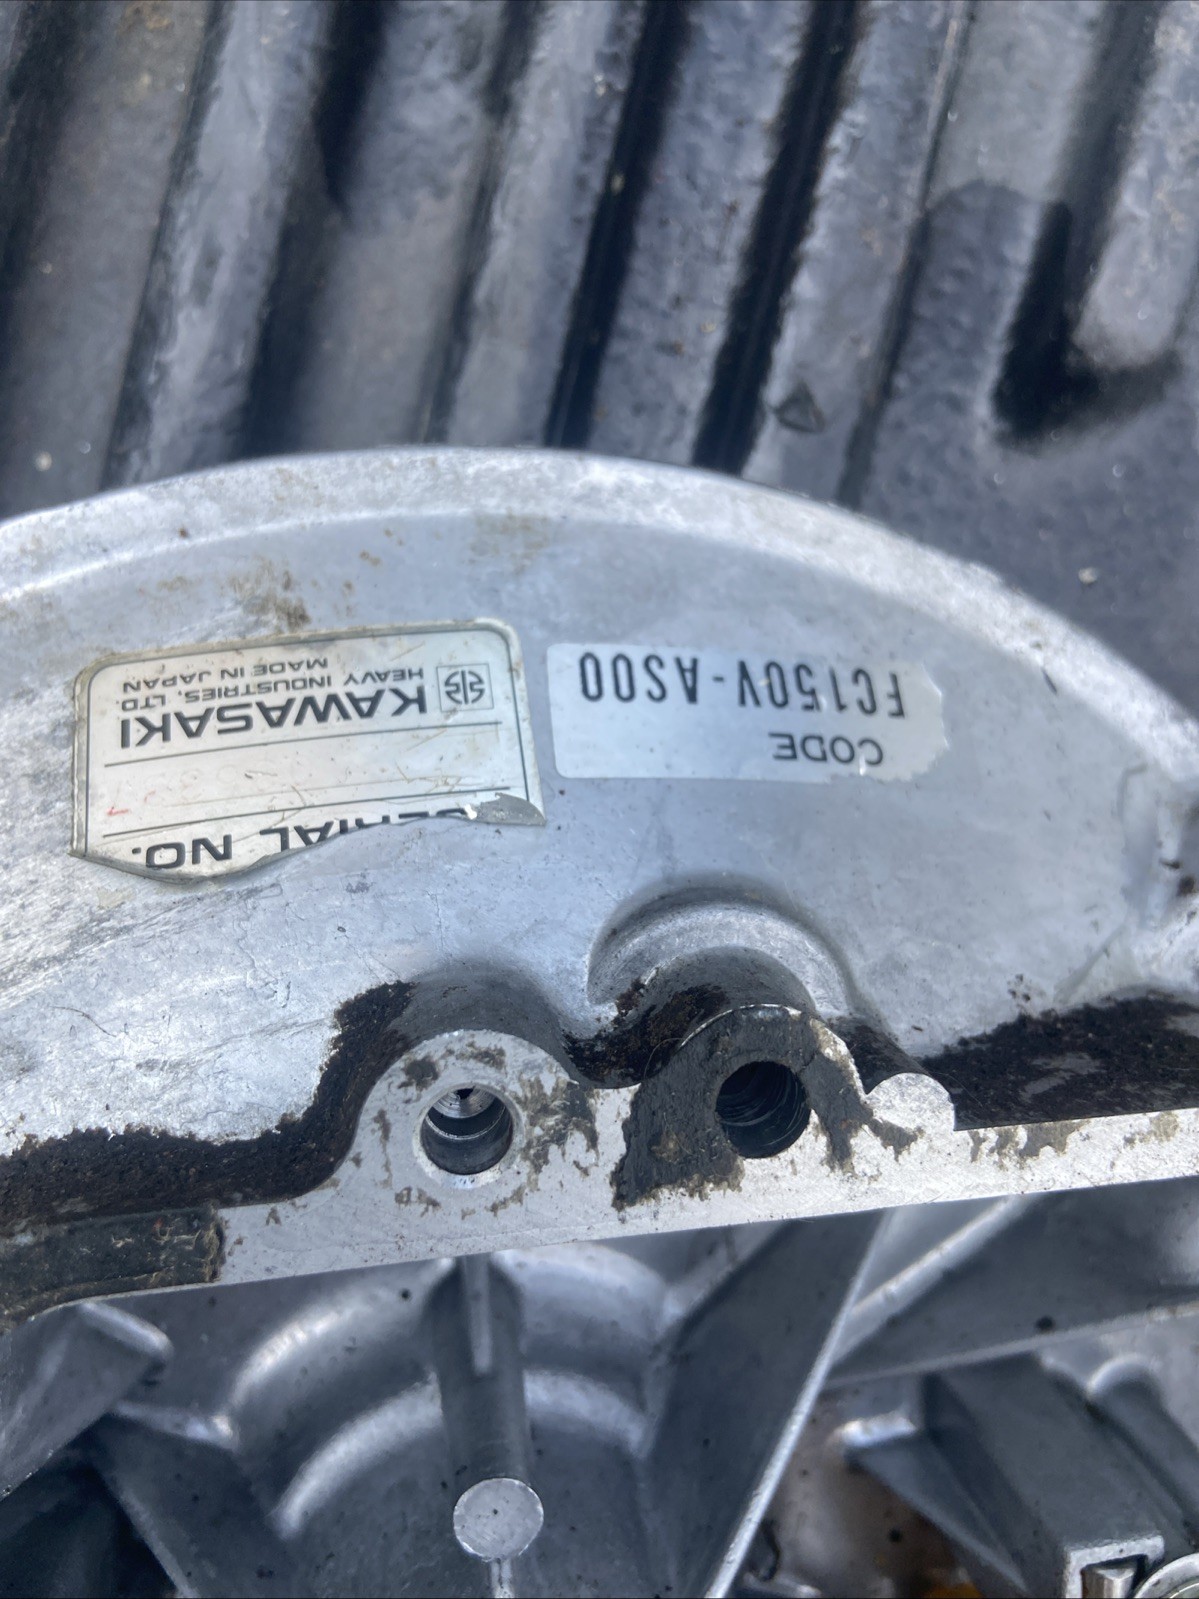 CODE
FC150V-AS00
SERIAL NO.
KAWASAKI
HEAVY INDUSTRIES, LTD.
MADE IN JAPAN